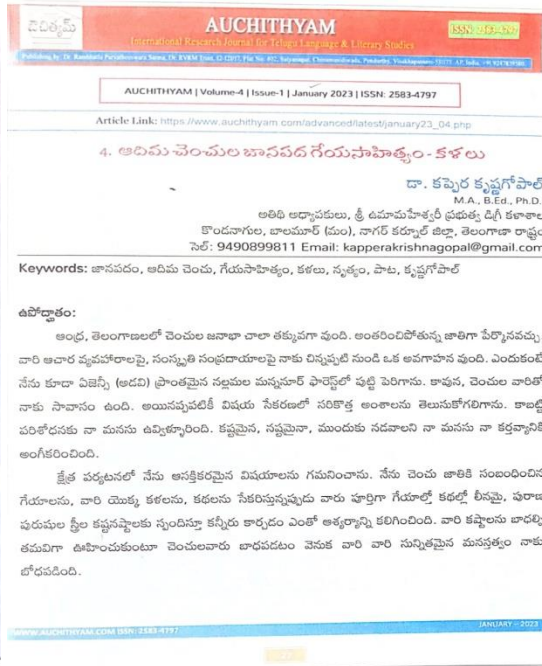 ఔచిత్యమ్
AUCHITHYAM
ISSN: 2583-4797
International Research Journal for Telugu Language & Literary Studies
AUCHITHYAM | Volume-4 | Issue-1 | January 2023 | ISSN: 2583-4797
Article Link: https://www.auchithyam.com/advanced/latest/january23_04.php
4. ఆదిమ చెంచుల జానపద గేయసాహిత్యం - కళలు
డా. కప్పెర కృష్ణగోపాల్
M.A., B.Ed., Ph.D.
అతిథి అధ్యాపకులు, శ్రీ ఉమామహేశ్వరీ ప్రభుత్వ డిగ్రీ కళాశాల
కొండనాగుల, బాలమూర్ (మం), నాగర్ కర్నూల్ జిల్లా, తెలంగాణా రాష్ట్రం
సెల్: 9490899811 Email: kapperakrishnagopal@gmail.com
Keywords: జానపదం, ఆదిమ చెంచు, గేయసాహిత్యం, కళలు, నృత్యం, పాట, కృష్ణగోపాల్
ఉపోద్ఘాతం:
ఆంధ్ర, తెలంగాణలలో చెంచుల జనాభా చాలా తక్కువగా వుంది. అంతరించిపోతున్న జాతిగా పేర్కొనవచ్చు
వారి ఆచార వ్యవహారాలపై, సంస్కృతి సంప్రదాయాలపై నాకు చిన్నప్పటి నుండి ఒక అవగాహన వుంది. ఎందుకంటే
నేను కూడా ఏజెన్సీ (అడవి) ప్రాంతమైన నల్లమల మన్ననూర్ ఫారెస్ట్‌లో పుట్టి పెరిగాను. కావున, చెంచుల వారితో
నాకు సావాసం ఉంది. అయినప్పటికీ విషయ సేకరణలో సరికొత్త అంశాలను తెలుసుకోగలిగాను. కాబట్టి
పరిశోధనకు నా మనసు ఉవ్విళ్ళూరింది. కష్టమైన, నష్టమైనా, ముందుకు నడవాలని నా మనసు నా కర్తవ్యానికి
అంగీకరించింది.
క్షేత్ర పర్యటనలో నేను ఆసక్తికరమైన విషయాలను గమనించాను. నేను చెంచు జాతికి సంబంధించిన
గేయాలను, వారి యొక్క కళలను, కథలను సేకరిస్తున్నప్పుడు వారు పూర్తిగా గేయాల్లో కథల్లో లీనమై, పురాణ
పురుషుల స్త్రీల కష్టనష్టాలకు స్పందిస్తూ కన్నీరు కార్చడం ఎంతో ఆశ్చర్యాన్ని కలిగించింది. వారి కష్టాలను బాధల్ని
తమవిగా ఊహించుకుంటూ చెంచులవారు బాధపడటం వెనుక వారి వారి సున్నితమైన మనస్తత్వం నాకు
బోధపడింది.
WWW.AUCHITHYAM.COM ISSN: 2583-4797
JANUARY – 2023